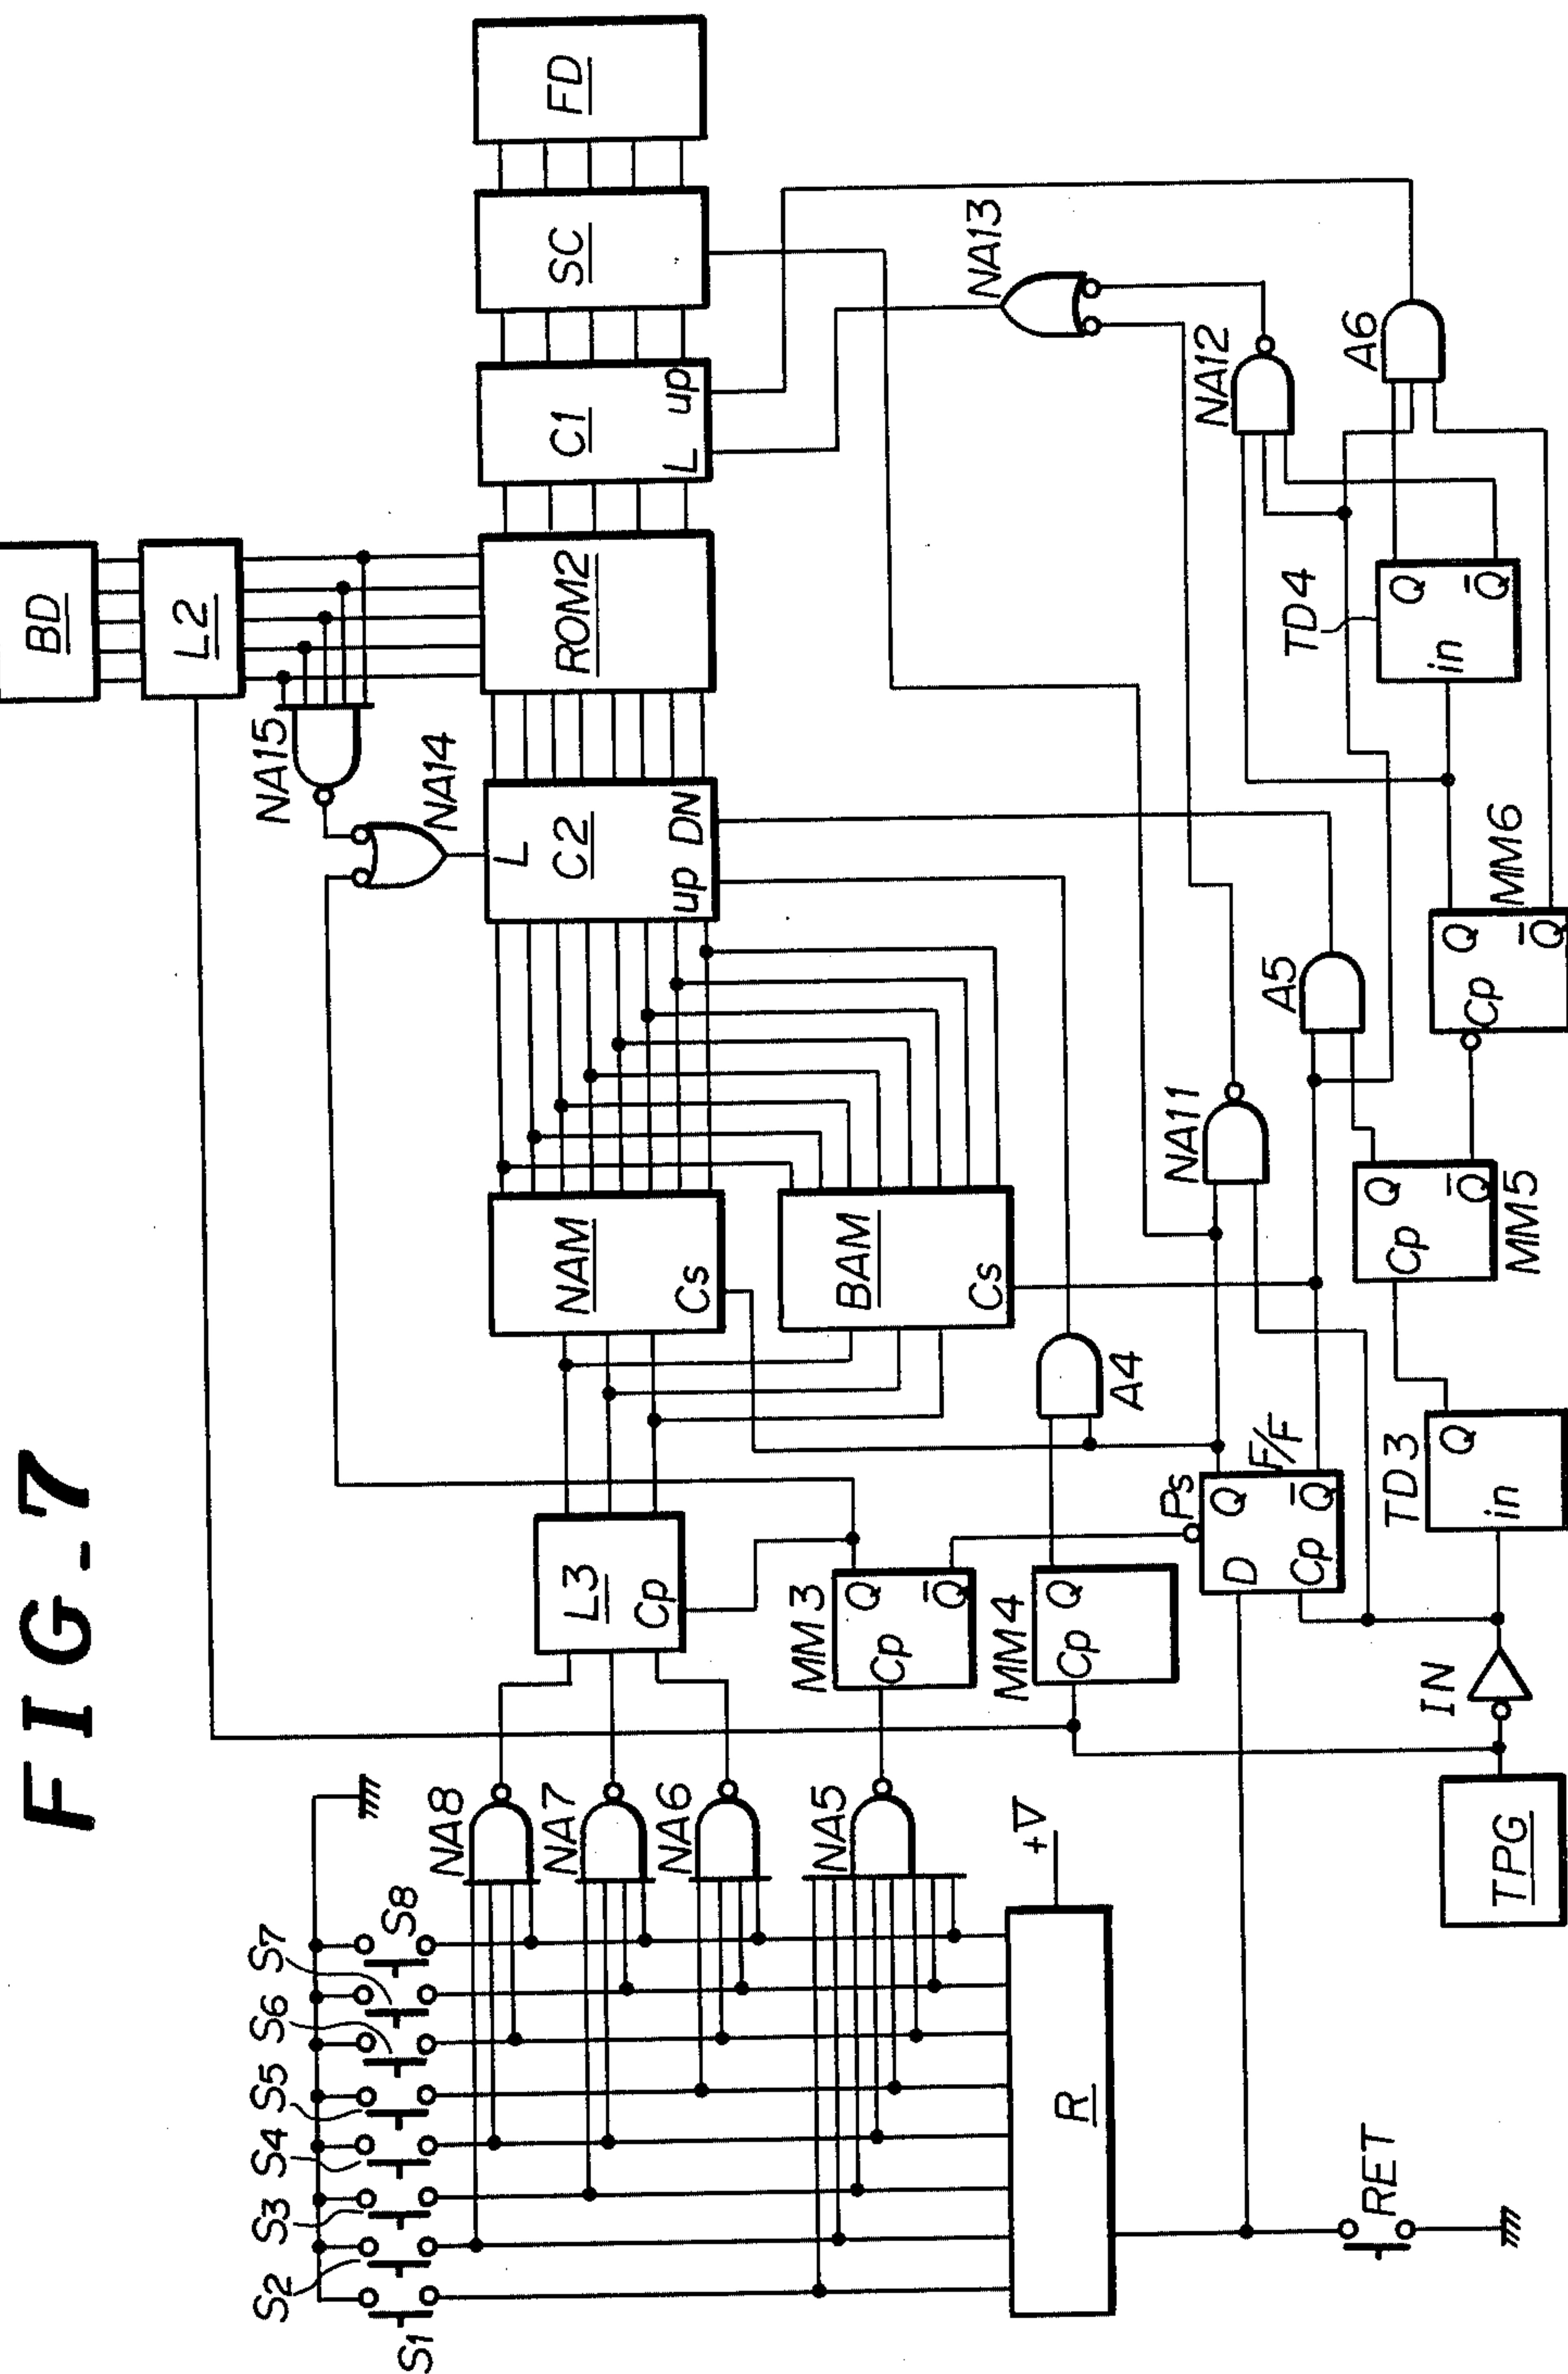 FIG-7
S1
S2
S3
S4
S5
S6
S7
S8
NA8
NA7
NA6
NA5
R
+V
RET
L3
Cp
MM3
Cp
Q
Q̄
MM4
Cp
Q
TPG
IN
Ps
F/F
D
Q
Cp
Q̄
TD3
in
Q
NAM
Cs
BAM
Cs
A4
NA11
MM5
Cp
Q
Q̄
A5
MM6
Cp
Q
Q̄
L
C2
up
DN
NA14
NA15
BD
L2
ROM2
TD4
in
Q
Q̄
NA12
A6
NA13
C1
L
up
SC
FD